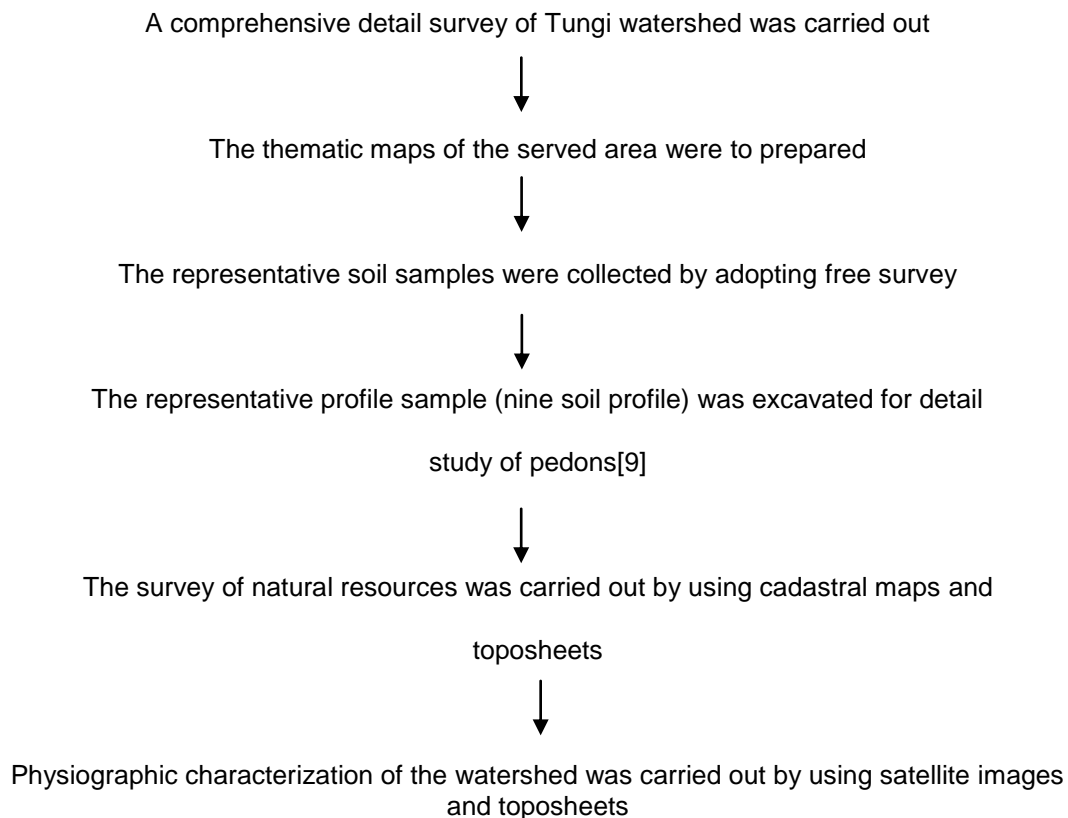 A comprehensive detail survey of Tungi watershed was carried out
The thematic maps of the served area were to prepared
The representative soil samples were collected by adopting free survey
The representative profile sample (nine soil profile) was excavated for detail
study of pedons[9]
The survey of natural resources was carried out by using cadastral maps and
toposheets
Physiographic characterization of the watershed was carried out by using satellite images
and toposheets